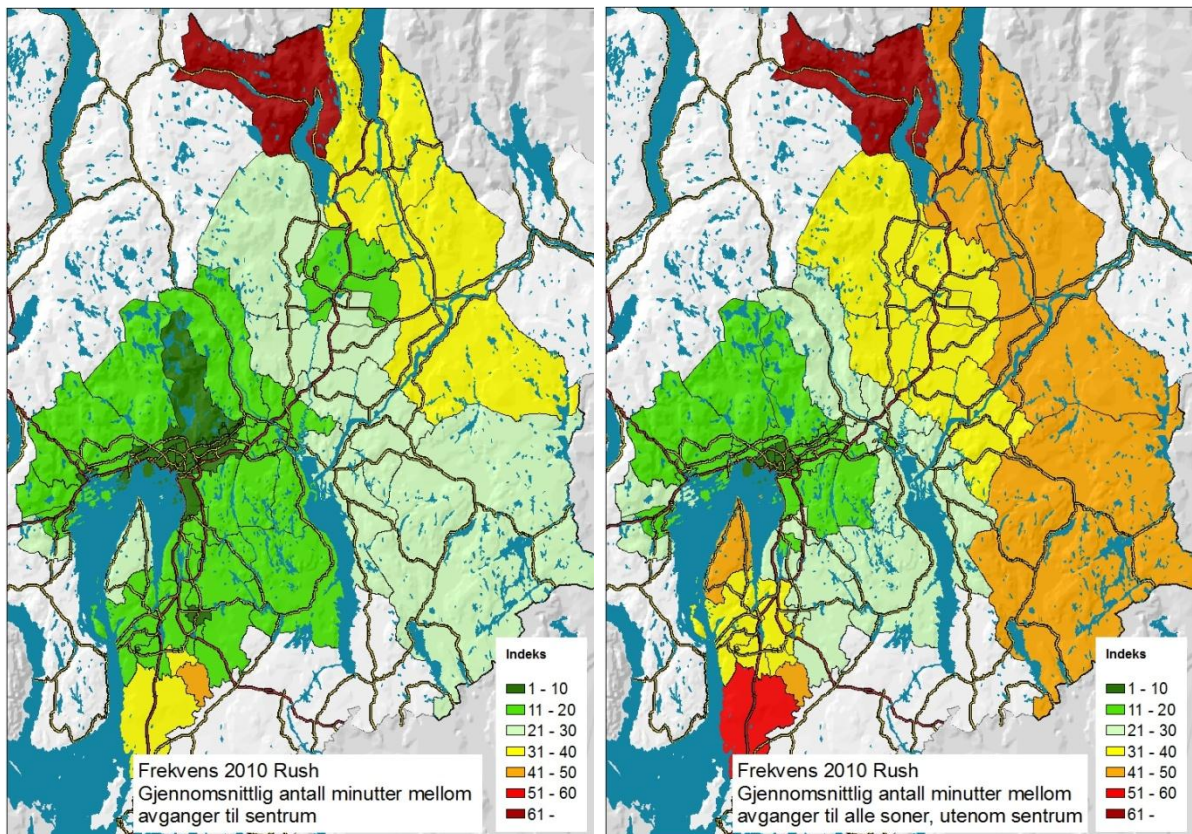 Indeks
1 - 10
11 - 20
21 - 30
31 - 40
41 - 50
51 - 60
61 -
Frekvens 2010 Rush
Gjennomsnittlig antall minutter mellom
avganger til sentrum
Indeks
1 - 10
11 - 20
21 - 30
31 - 40
41 - 50
51 - 60
61 -
Frekvens 2010 Rush
Gjennomsnittlig antall minutter mellom
avganger til alle soner, utenom sentrum